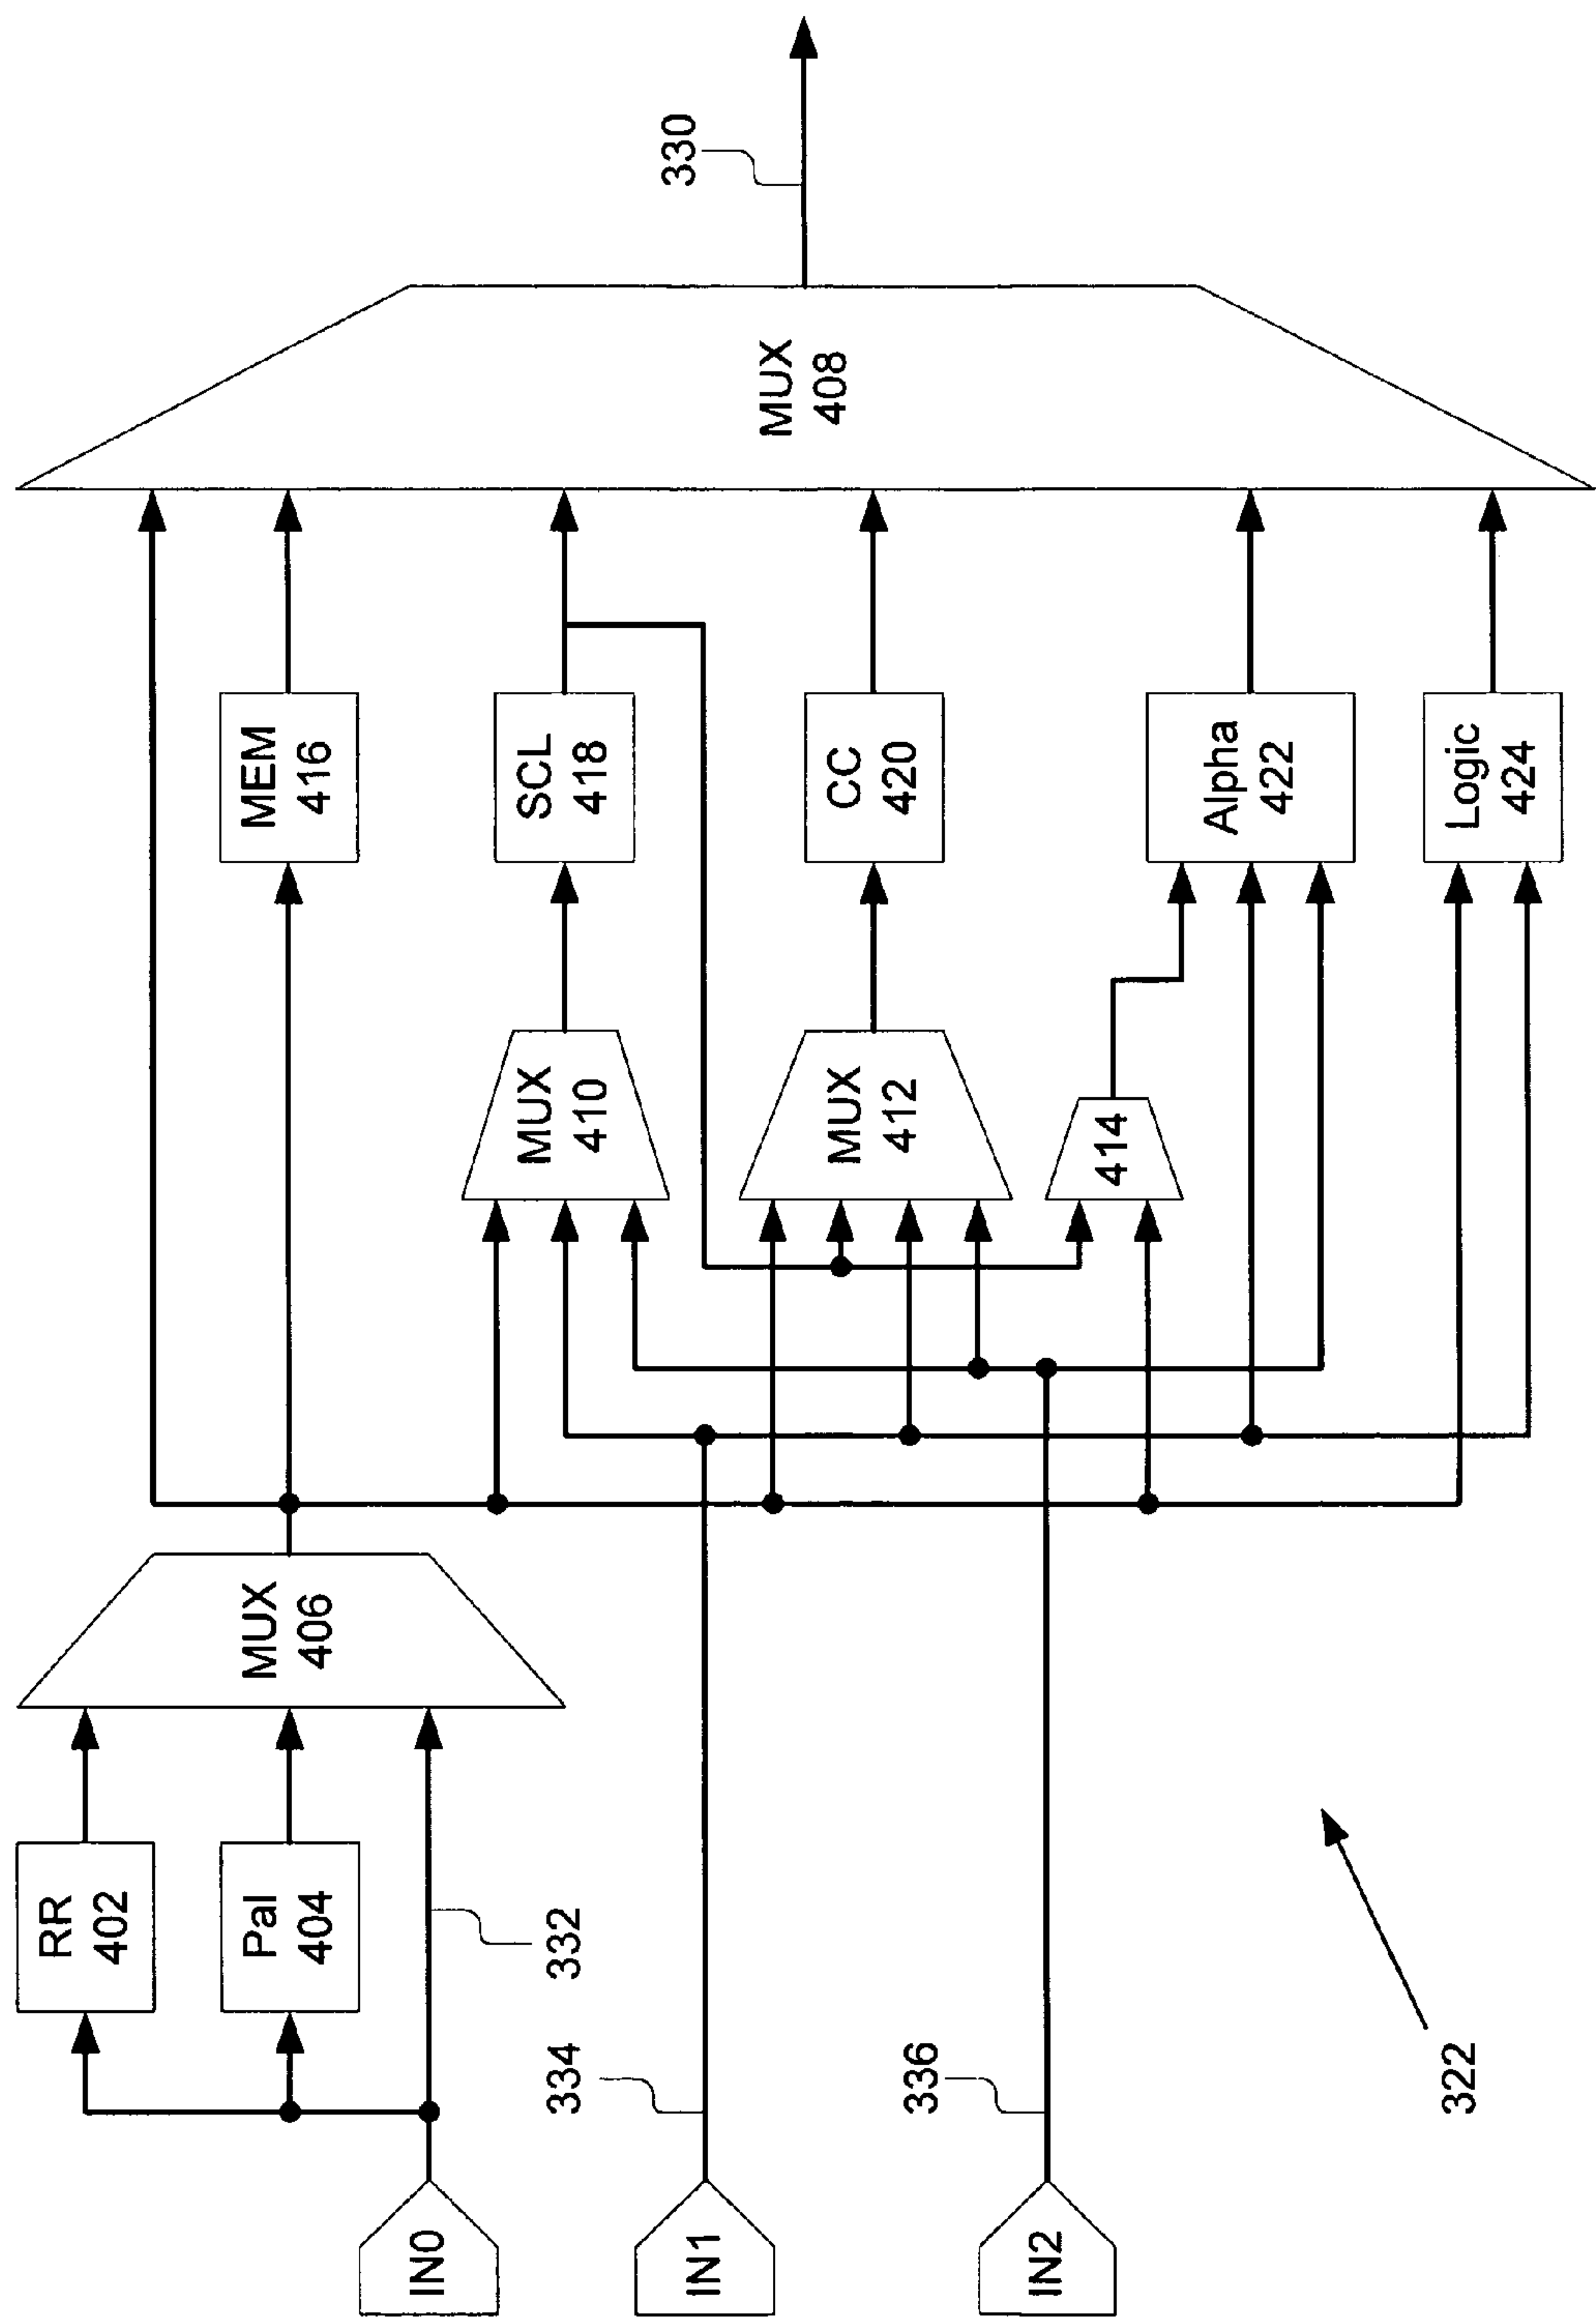 IN0
IN1
IN2
334
336
332
322
RR
402
Pal
404
MUX
406
MUX
410
MUX
412
414
MEM
416
SCL
418
CC
420
Alpha
422
Logic
424
MUX
408
330